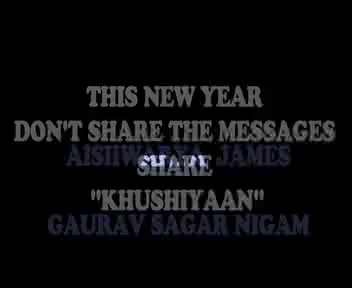 THIS NEW YEAR
DON'T SHARE THE MESSAGES
AISHWARYA JAMES
SHARE
"KHUSHIYAAN"
GAURAV SAGAR NIGAM